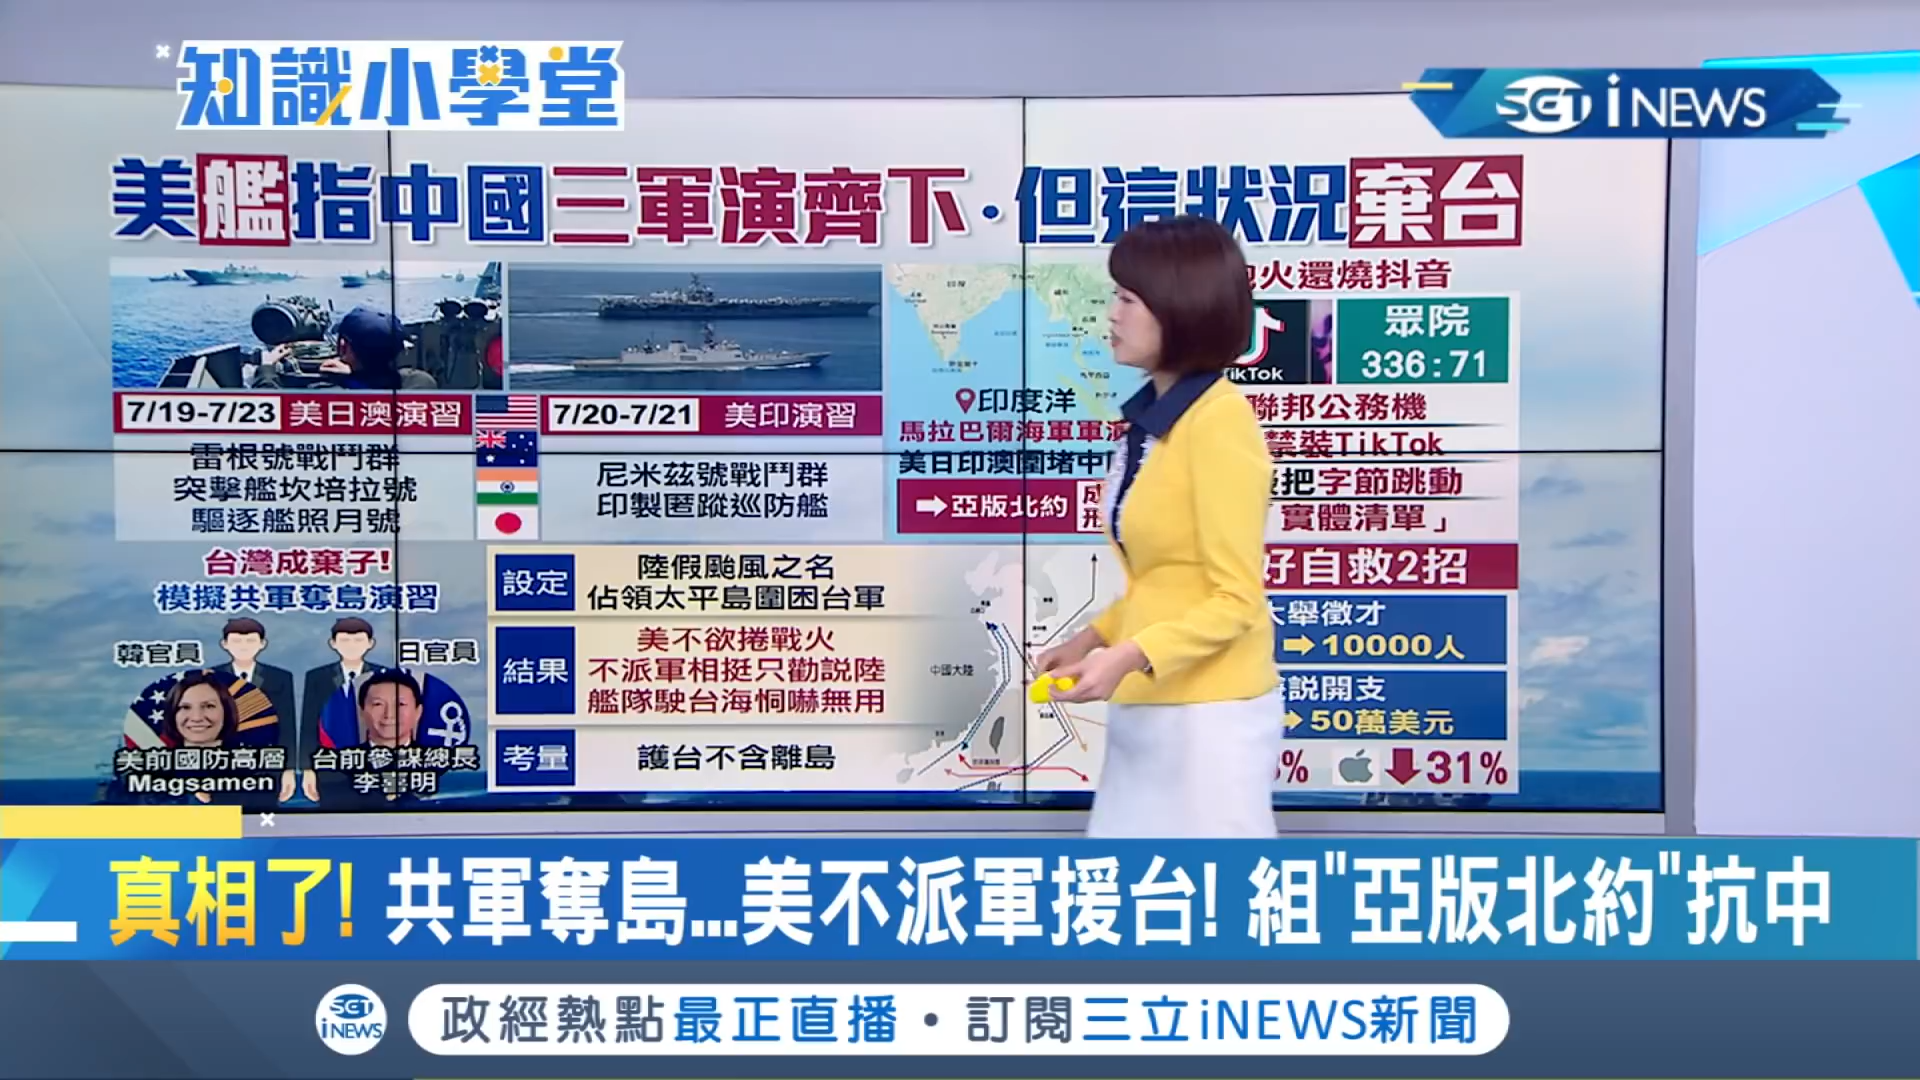 知識小學堂
SET iNEWS
美艦指中國三軍演齊下‧但這狀況棄台
火還燒抖音
TikTok
眾院
336:71
聯邦公務機
禁裝TikTok
把字節跳動
「實體清單」
7/19-7/23 美日澳演習
雷根號戰鬥群
突擊艦坎培拉號
驅逐艦照月號
7/20-7/21 美印演習
尼米茲號戰鬥群
印製匿蹤巡防艦
印度洋
馬拉巴爾海軍軍演
美日印澳圍堵中
➡亞版北約 成形
台灣成棄子!
模擬共軍奪島演習
韓官員
日官員
美前國防高層
Magsamen
台前參謀總長
李喜明
設定
陸假颱風之名
佔領太平島圍困台軍
結果
美不欲捲戰火
不派軍相挺只勸說陸
艦隊駛台海恫嚇無用
考量
護台不含離島
中國大陸
好自救2招
大舉徵才
➡10000人
說開支
➡50萬美元
%
31%
真相了! 共軍奪島...美不派軍援台! 組"亞版北約"抗中
SET iNEWS
政經熱點最正直播‧訂閱三立iNEWS新聞